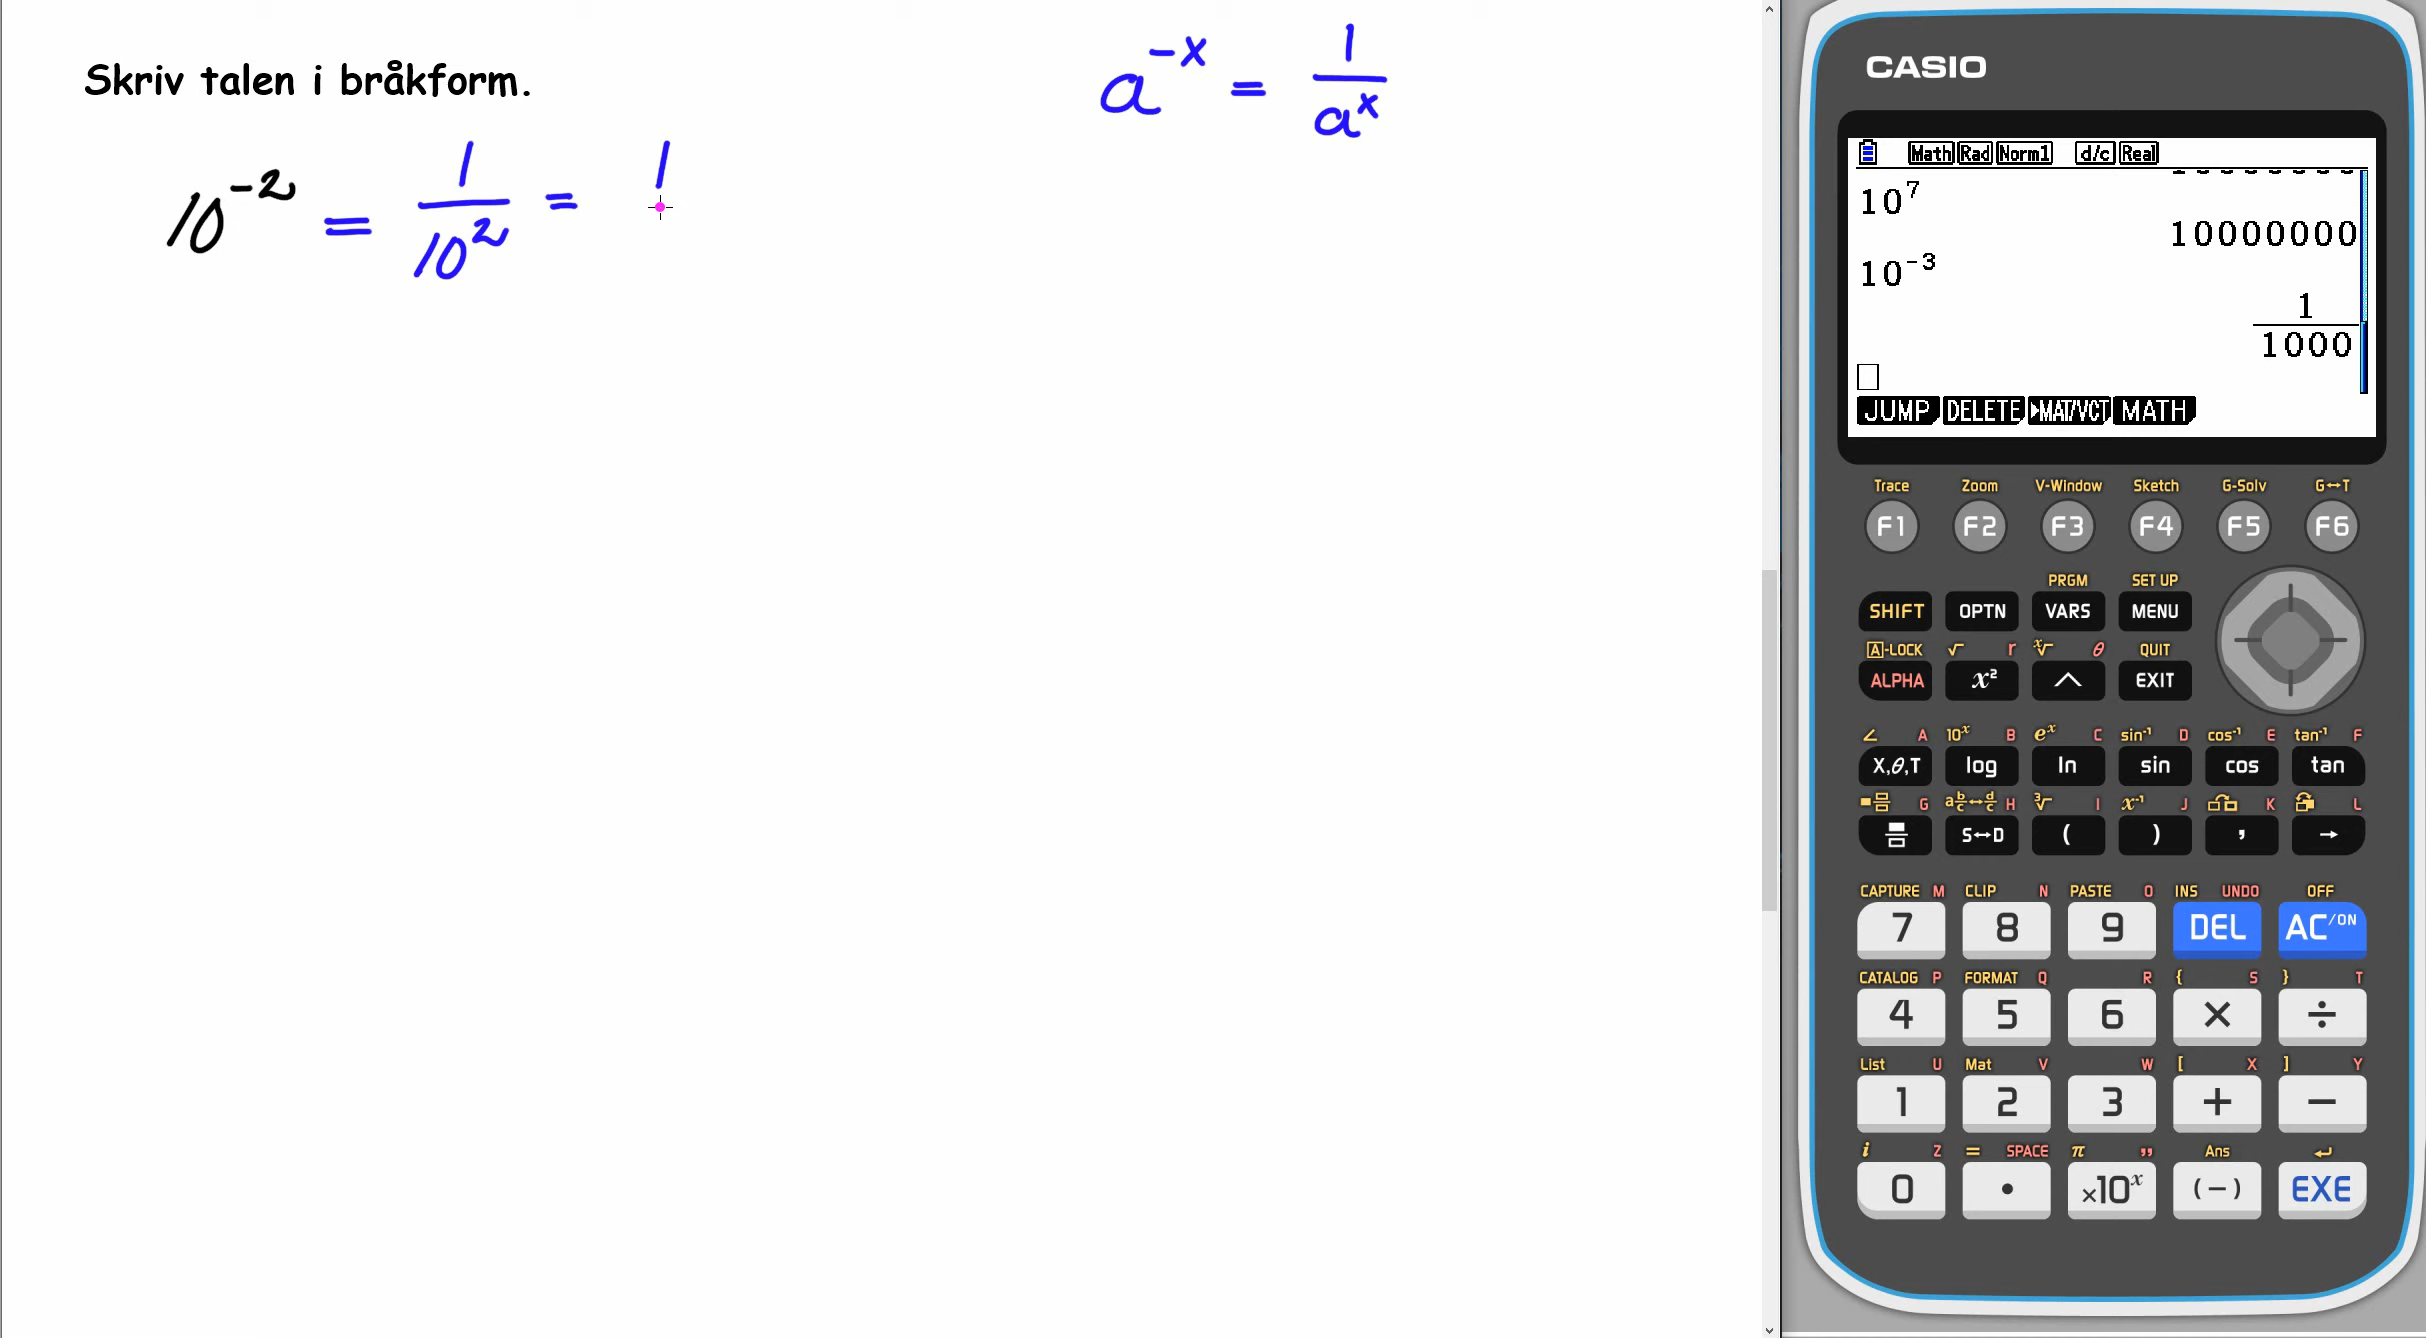 Skriv talen i bråkform.
a^-x = 1/a^x
10^-2 = 1/10^2 = 1
CASIO
Math Rad Norm1 d/c Real
10^7
10000000
10^-3
1
1000
JUMP DELETE ▶MAT/VCT MATH
Trace Zoom V-Window Sketch G-Solv G↔T
F1 F2 F3 F4 F5 F6
PRGM SET UP
SHIFT OPTN VARS MENU
A-LOCK √ r ˣ√ θ QUIT
ALPHA x² ^ EXIT
∠ A 10ˣ B eˣ C sin⁻¹ D cos⁻¹ E tan⁻¹ F
X,θ,T log ln sin cos tan
G a b/c↔d/c H ³√ I x⁻¹ J K L
S↔D ( ) , →
CAPTURE M CLIP N PASTE O INS UNDO OFF
7 8 9 DEL AC/ON
CATALOG P FORMAT Q R { S } T
4 5 6 × ÷
List U Mat V W [ X ] Y
1 2 3 + −
i Z = SPACE π " Ans ↵
0 • ×10ˣ (−) EXE